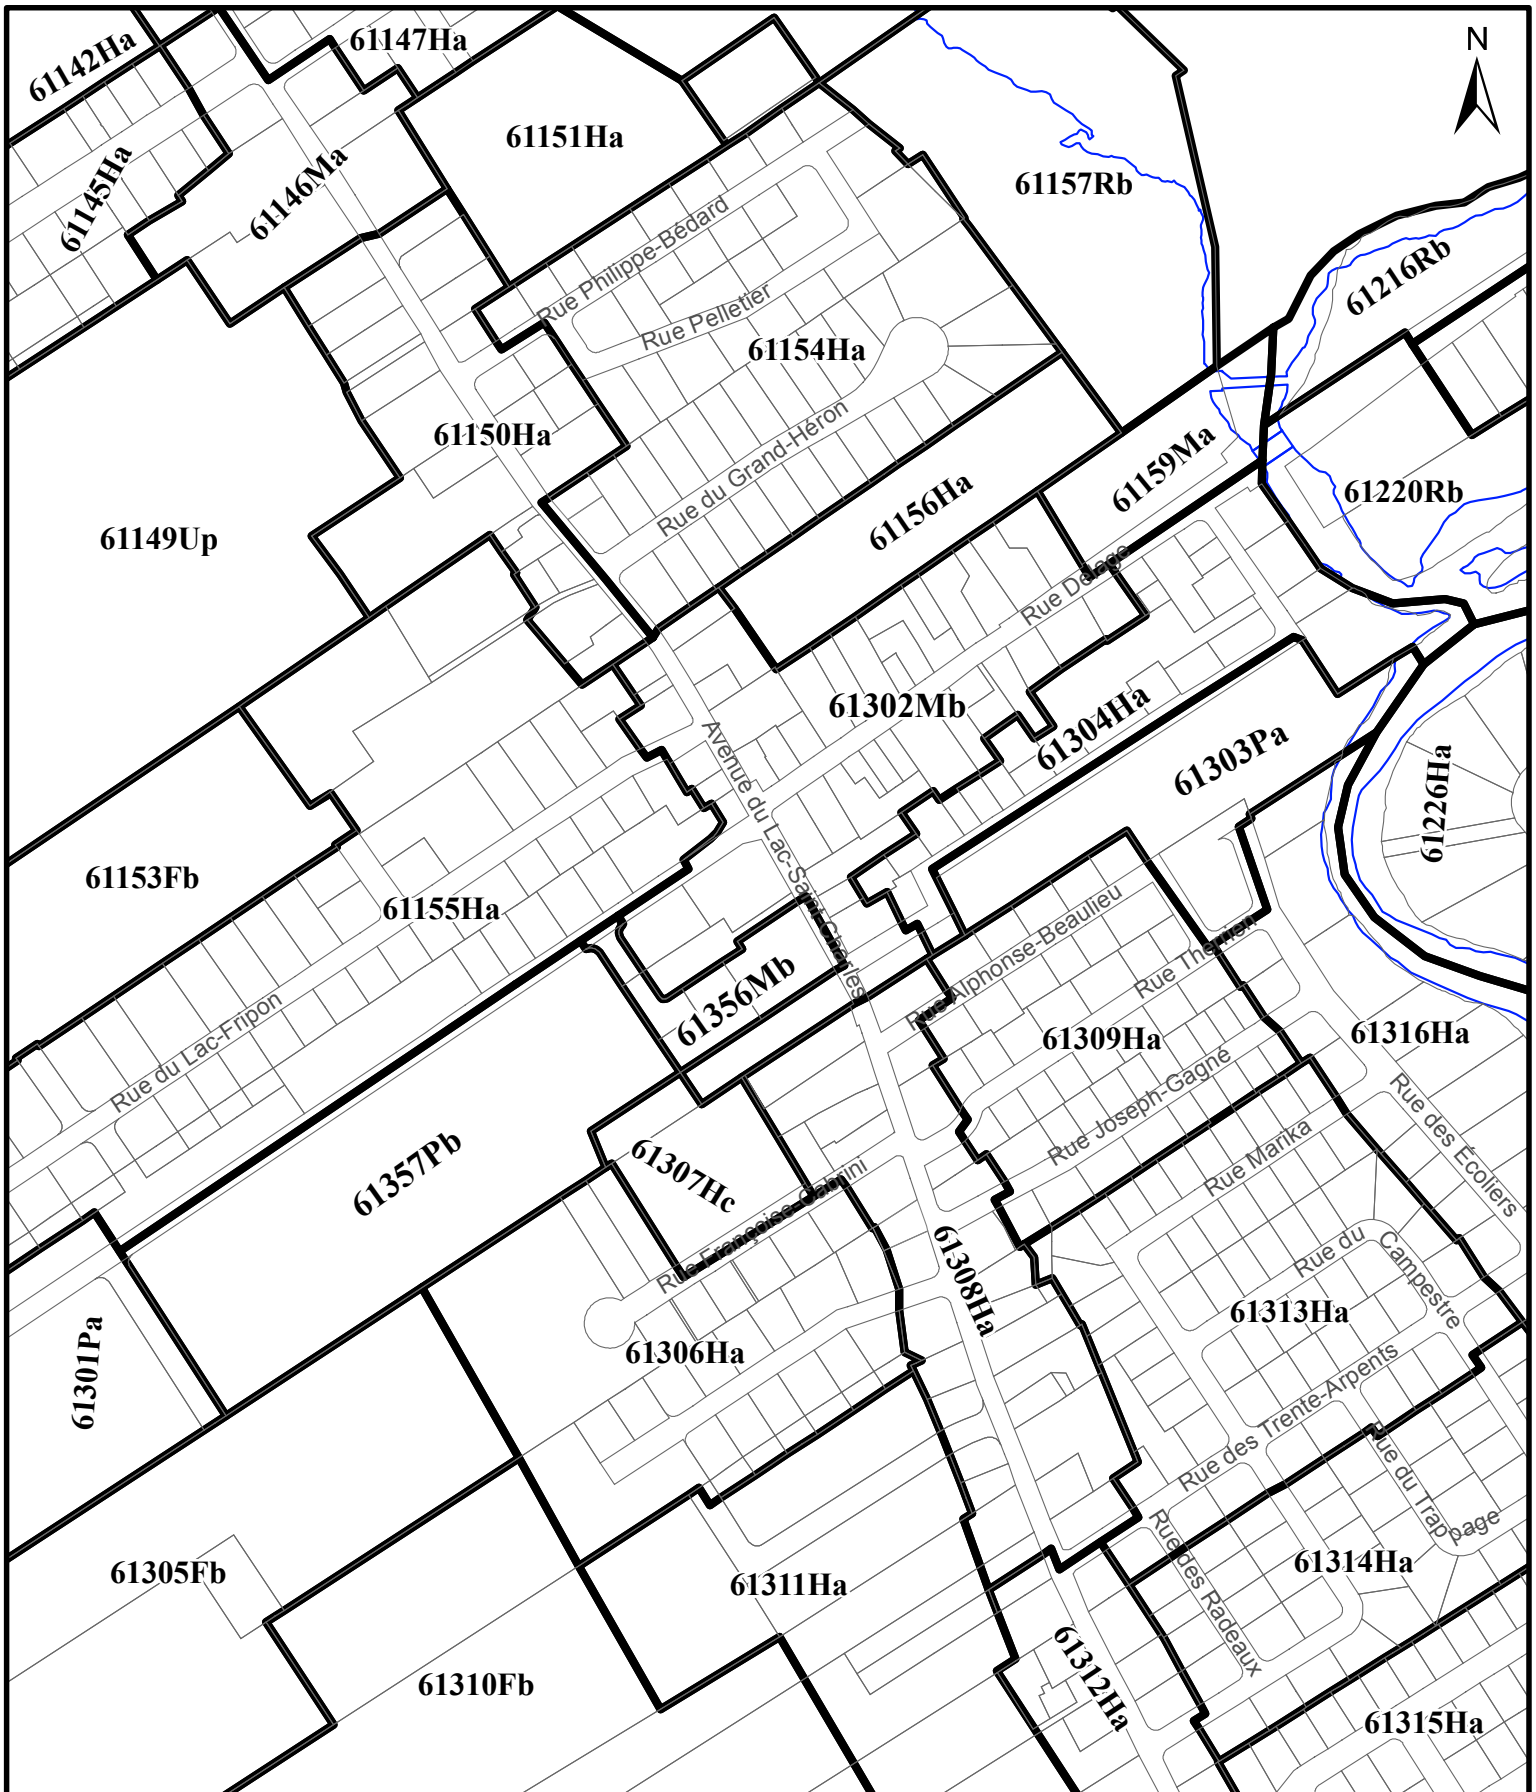 61142Ha
61147Ha
N
61151Ha
61145Ha
61146Ma
61157Rb
Rue Philippe-Bédard
61216Rb
Rue Pelletier
61154Ha
61150Ha
Rue du Grand-Héron
61156Ha
61159Ma
61220Rb
61149Up
Rue Delage
61302Mb
61304Ha
61303Pa
61226Ha
Avenue du Lac-Saint-Charles
61153Fb
61155Ha
Rue Alphonse-Beaulieu
Rue Therrien
61356Mb
Rue du Lac-Fripon
61309Ha
61316Ha
Rue Joseph-Gagné
Rue des Écoliers
61357Pb
61307Hc
Rue Marika
Rue Françoise-Cabrini
61308Ha
Rue du Campestre
61313Ha
61301Pa
61306Ha
Rue des Trente-Arpents
Rue du Trappage
61305Fb
61311Ha
61314Ha
Rue des Radeaux
61310Fb
61312Ha
61315Ha